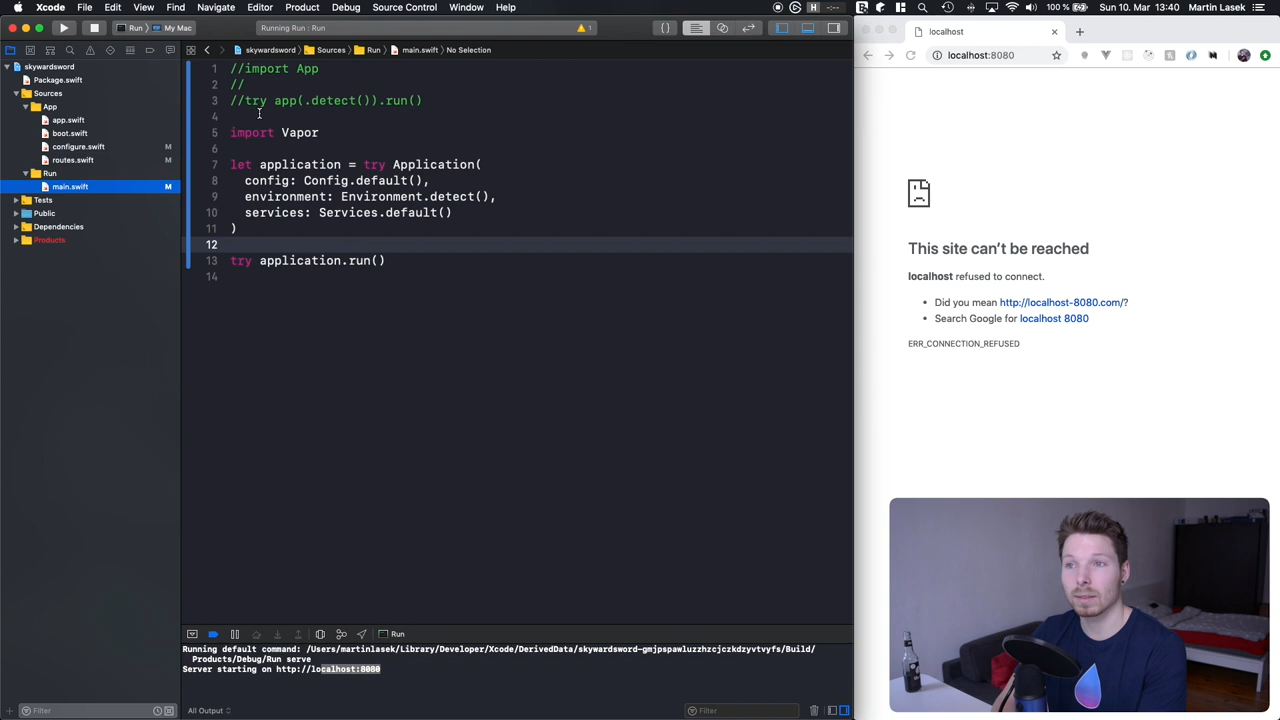 Xcode File Edit View Find Navigate Editor Product Debug Source Control Window Help
100 % Sun 10. Mar 13:40 Martin Lasek
Run My Mac
Running Run : Run
1
localhost
localhost:8080
skywardsword Sources Run main.swift No Selection
skywardsword
Package.swift
Sources
App
app.swift
boot.swift
configure.swift M
routes.swift M
Run
main.swift M
Tests
Public
Dependencies
Products
1 //import App
2 //
3 //try app(.detect()).run()
4
5 import Vapor
6
7 let application = try Application(
8 config: Config.default(),
9 environment: Environment.detect(),
10 services: Services.default()
11 )
12
13 try application.run()
14
This site can't be reached
localhost refused to connect.
• Did you mean http://localhost-8080.com/?
• Search Google for localhost 8080
ERR_CONNECTION_REFUSED
Run
Running default command: /Users/martinlasek/Library/Developer/Xcode/DerivedData/skywardsword-gmjpspawluzzhzcjczkdzyvtvyfs/Build/
Products/Debug/Run serve
Server starting on http://localhost:8080
Filter
All Output
Filter